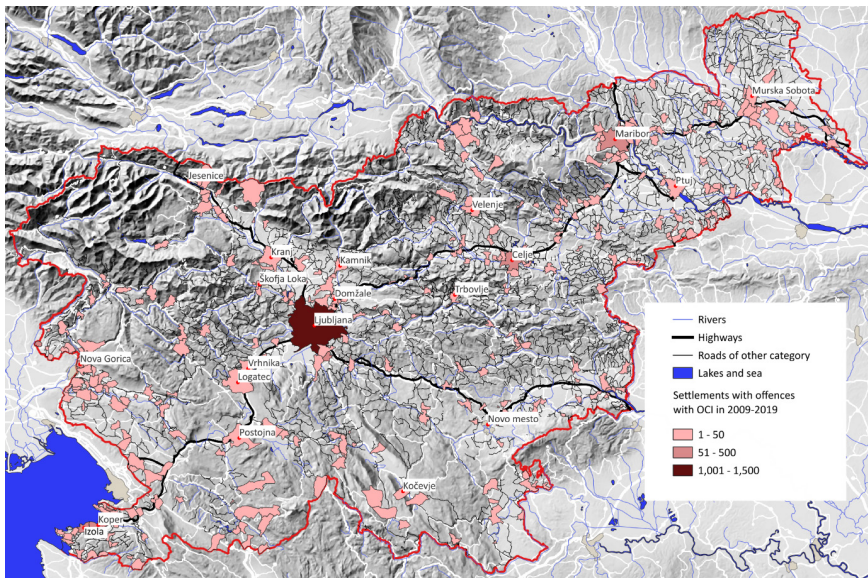 Murska Sobota
Maribor
Jesenice
Ptuj
Velenje
Kranj
Kamnik
Celje
Škofja Loka
Trbovlje
Domžale
Ljubljana
Nova Gorica
Vrhnika
Logatec
Novo mesto
Postojna
Kočevje
Koper
Izola
Rivers
Highways
Roads of other category
Lakes and sea
Settlements with offences
with OCI in 2009-2019
1 - 50
51 - 500
1,001 - 1,500